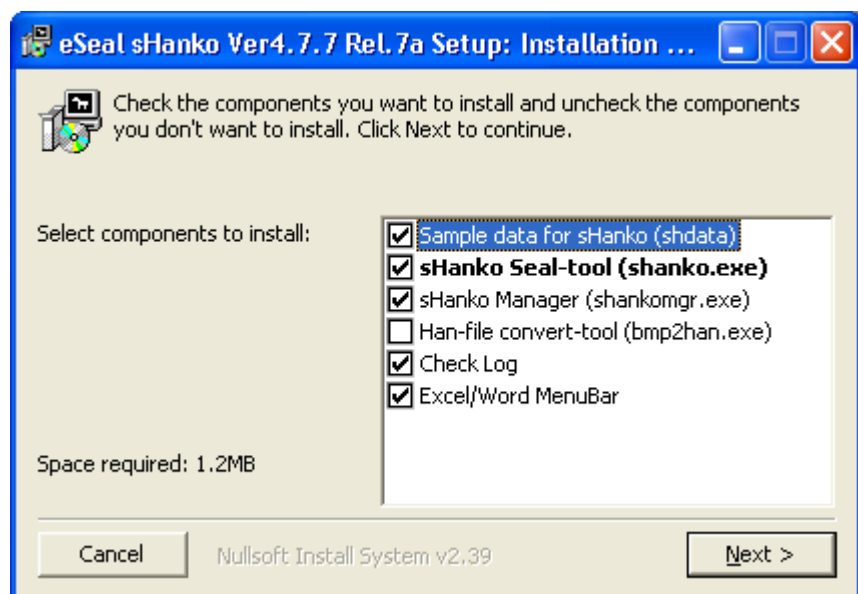 eSeal sHanko Ver4.7.7 Rel.7a Setup: Installation ...
Check the components you want to install and uncheck the components
you don't want to install. Click Next to continue.
Select components to install:
Sample data for sHanko (shdata)
sHanko Seal-tool (shanko.exe)
sHanko Manager (shankomgr.exe)
Han-file convert-tool (bmp2han.exe)
Check Log
Excel/Word MenuBar
Space required: 1.2MB
Cancel
Nullsoft Install System v2.39
Next >